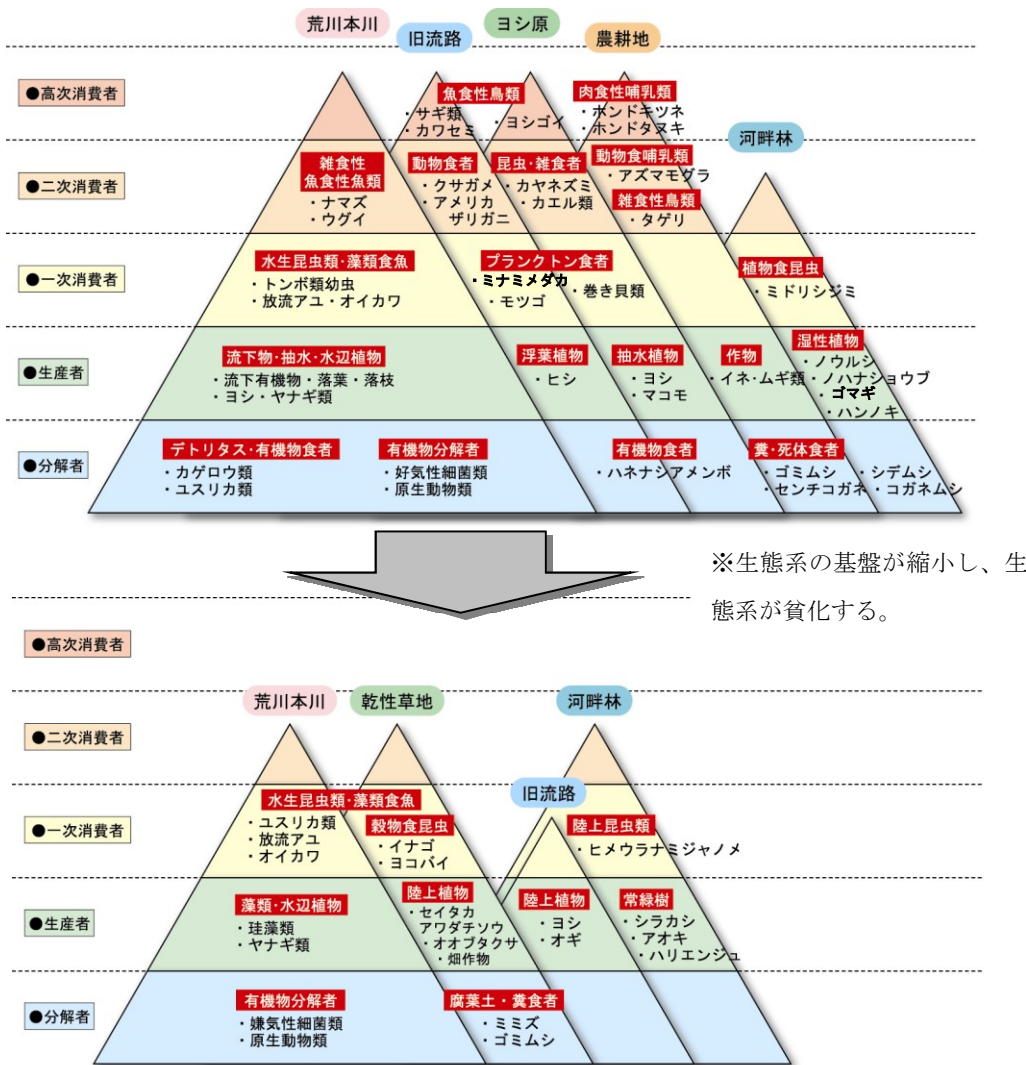 荒川本川
旧流路
ヨシ原
農耕地
●高次消費者
魚食性鳥類
・サギ類
・カワセミ
・ヨシゴイ
肉食性哺乳類
・ホンドキツネ
・ホンドタヌキ
河畔林
●二次消費者
雑食性
魚食性魚類
・ナマズ
・ウグイ
動物食者
・クサガメ
・アメリカ
ザリガニ
昆虫・雑食者
・カヤネズミ
・カエル類
動物食哺乳類
・アズマモグラ
雑食性鳥類
・タゲリ
●一次消費者
水生昆虫類・藻類食魚
・トンボ類幼虫
・放流アユ・オイカワ
プランクトン食者
・ミナミメダカ
・モツゴ
・巻き貝類
植物食昆虫
・ミドリシジミ
●生産者
流下物・抽水・水辺植物
・流下有機物・落葉・落枝
・ヨシ・ヤナギ類
浮葉植物
・ヒシ
抽水植物
・ヨシ
・マコモ
作物
・イネ・ムギ類
湿性植物
・ノウルシ
・ノハナショウブ
・ゴマギ
・ハンノキ
●分解者
デトリタス・有機物食者
・カゲロウ類
・ユスリカ類
有機物分解者
・好気性細菌類
・原生動物類
有機物食者
・ハネナシアメンボ
糞・死体食者
・ゴミムシ
・センチコガネ
・シデムシ
・コガネムシ
※生態系の基盤が縮小し、生
態系が貧化する。
●高次消費者
荒川本川
乾性草地
河畔林
●二次消費者
旧流路
●一次消費者
水生昆虫類・藻類食魚
・ユスリカ類
・放流アユ
・オイカワ
穀物食昆虫
・イナゴ
・ヨコバイ
陸上昆虫類
・ヒメウラナミジャノメ
●生産者
藻類・水辺植物
・珪藻類
・ヤナギ類
陸上植物
・セイタカ
アワダチソウ
・オオブタクサ
・畑作物
陸上植物
・ヨシ
・オギ
常緑樹
・シラカシ
・アオキ
・ハリエンジュ
●分解者
有機物分解者
・嫌気性細菌類
・原生動物類
腐葉土・糞食者
・ミミズ
・ゴミムシ